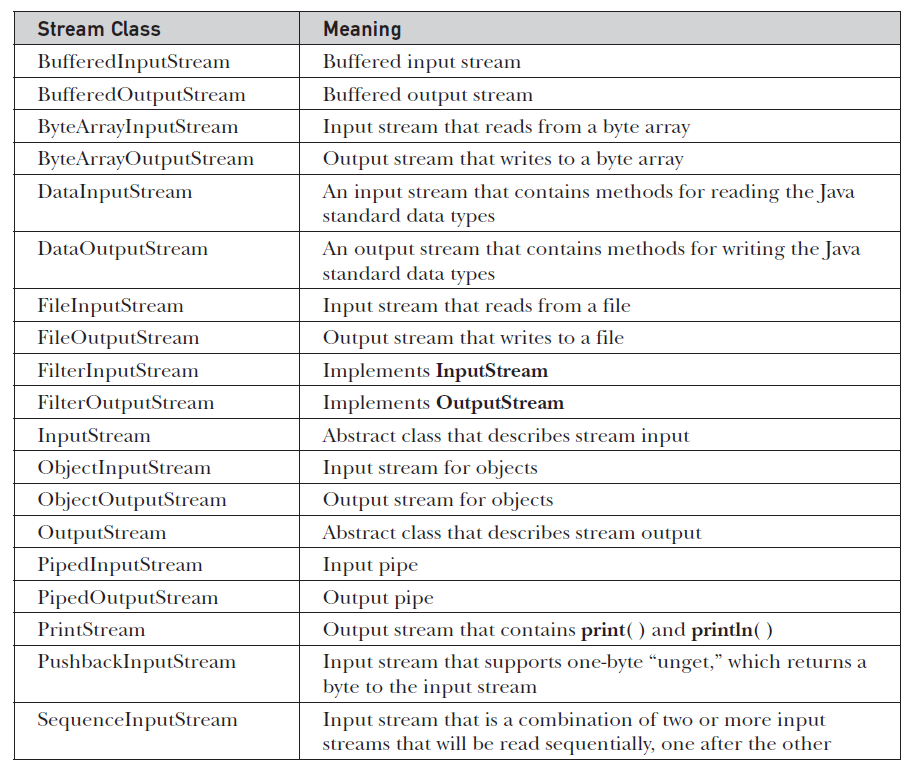 Stream Class Meaning
BufferedInputStream Buffered input stream
BufferedOutputStream Buffered output stream
ByteArrayInputStream Input stream that reads from a byte array
ByteArrayOutputStream Output stream that writes to a byte array
DataInputStream An input stream that contains methods for reading the Java
standard data types
DataOutputStream An output stream that contains methods for writing the Java
standard data types
FileInputStream Input stream that reads from a file
FileOutputStream Output stream that writes to a file
FilterInputStream Implements InputStream
FilterOutputStream Implements OutputStream
InputStream Abstract class that describes stream input
ObjectInputStream Input stream for objects
ObjectOutputStream Output stream for objects
OutputStream Abstract class that describes stream output
PipedInputStream Input pipe
PipedOutputStream Output pipe
PrintStream Output stream that contains print( ) and println( )
PushbackInputStream Input stream that supports one-byte “unget,” which returns a
byte to the input stream
SequenceInputStream Input stream that is a combination of two or more input
streams that will be read sequentially, one after the other